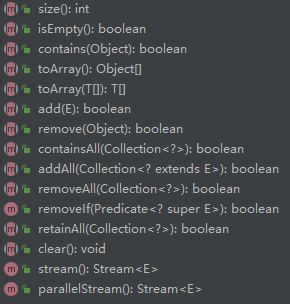 size(): int
isEmpty(): boolean
contains(Object): boolean
toArray(): Object[]
toArray(T[]): T[]
add(E): boolean
remove(Object): boolean
containsAll(Collection<?>): boolean
addAll(Collection<? extends E>): boolean
removeAll(Collection<?>): boolean
removeIf(Predicate<? super E>): boolean
retainAll(Collection<?>): boolean
clear(): void
stream(): Stream<E>
parallelStream(): Stream<E>